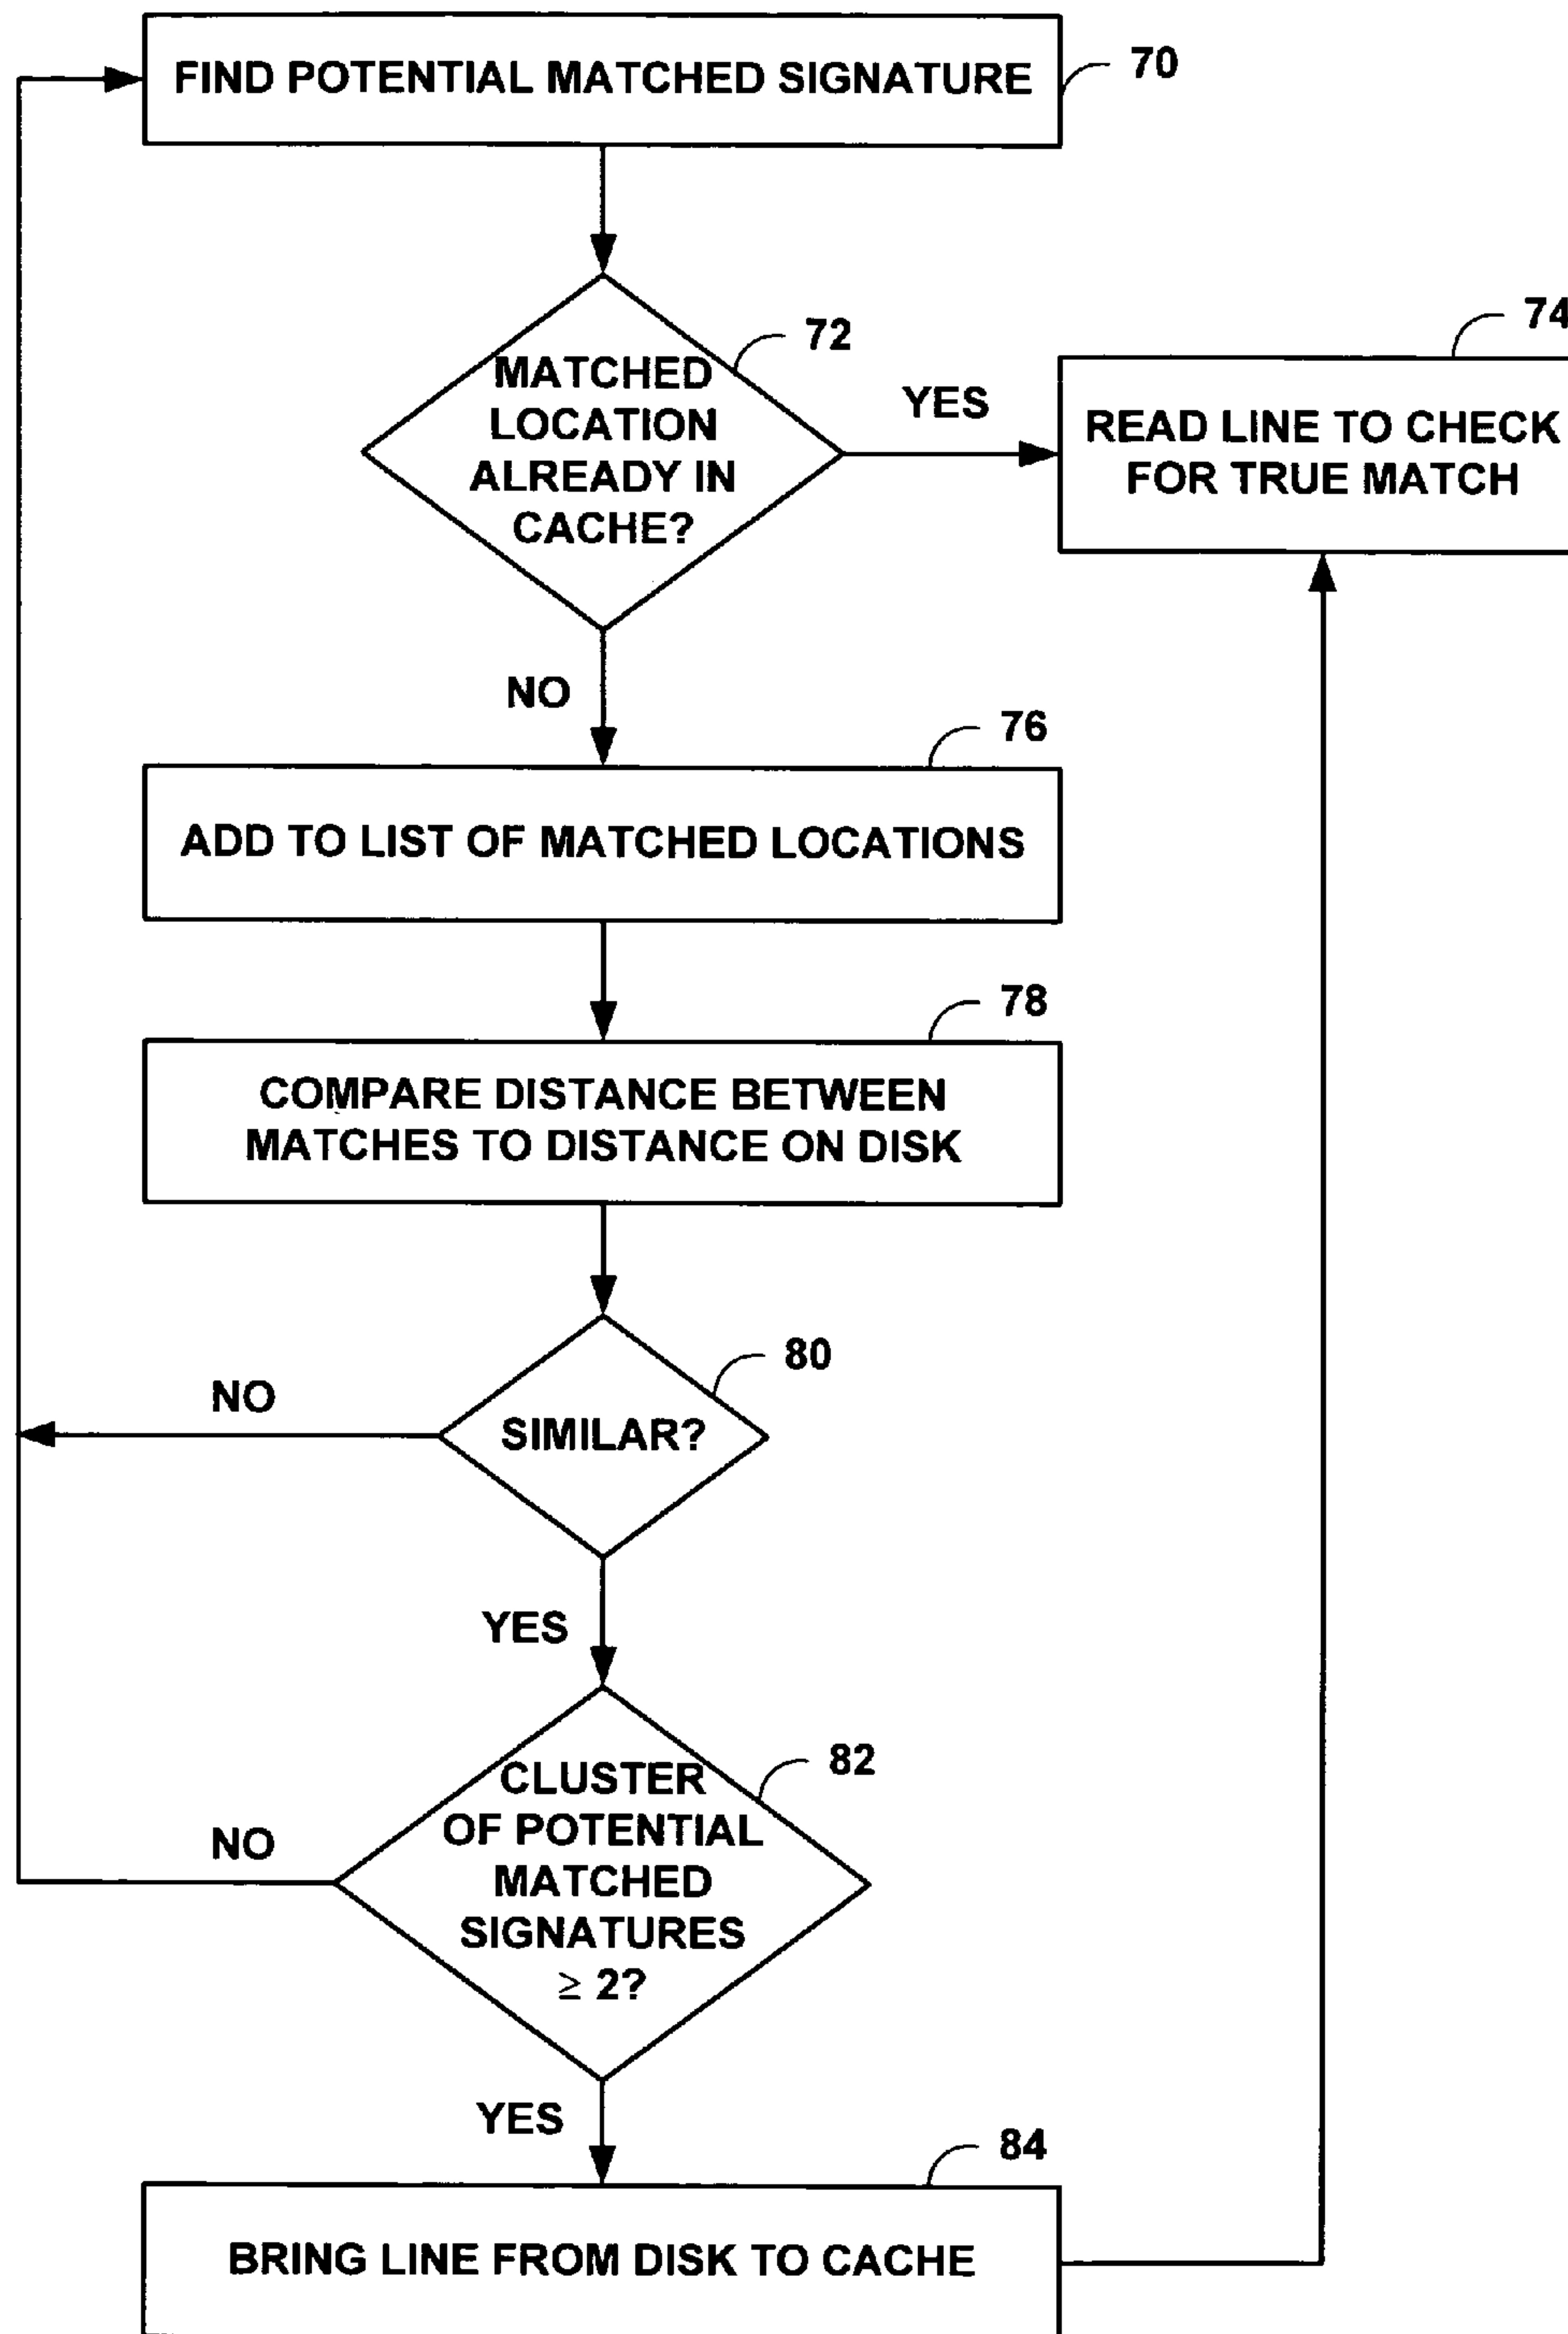 FIND POTENTIAL MATCHED SIGNATURE
70
72
MATCHED
LOCATION
ALREADY IN
CACHE?
YES
74
READ LINE TO CHECK
FOR TRUE MATCH
NO
76
ADD TO LIST OF MATCHED LOCATIONS
78
COMPARE DISTANCE BETWEEN
MATCHES TO DISTANCE ON DISK
80
NO
SIMILAR?
YES
82
CLUSTER
OF POTENTIAL
MATCHED
SIGNATURES
≥ 2?
NO
YES
84
BRING LINE FROM DISK TO CACHE